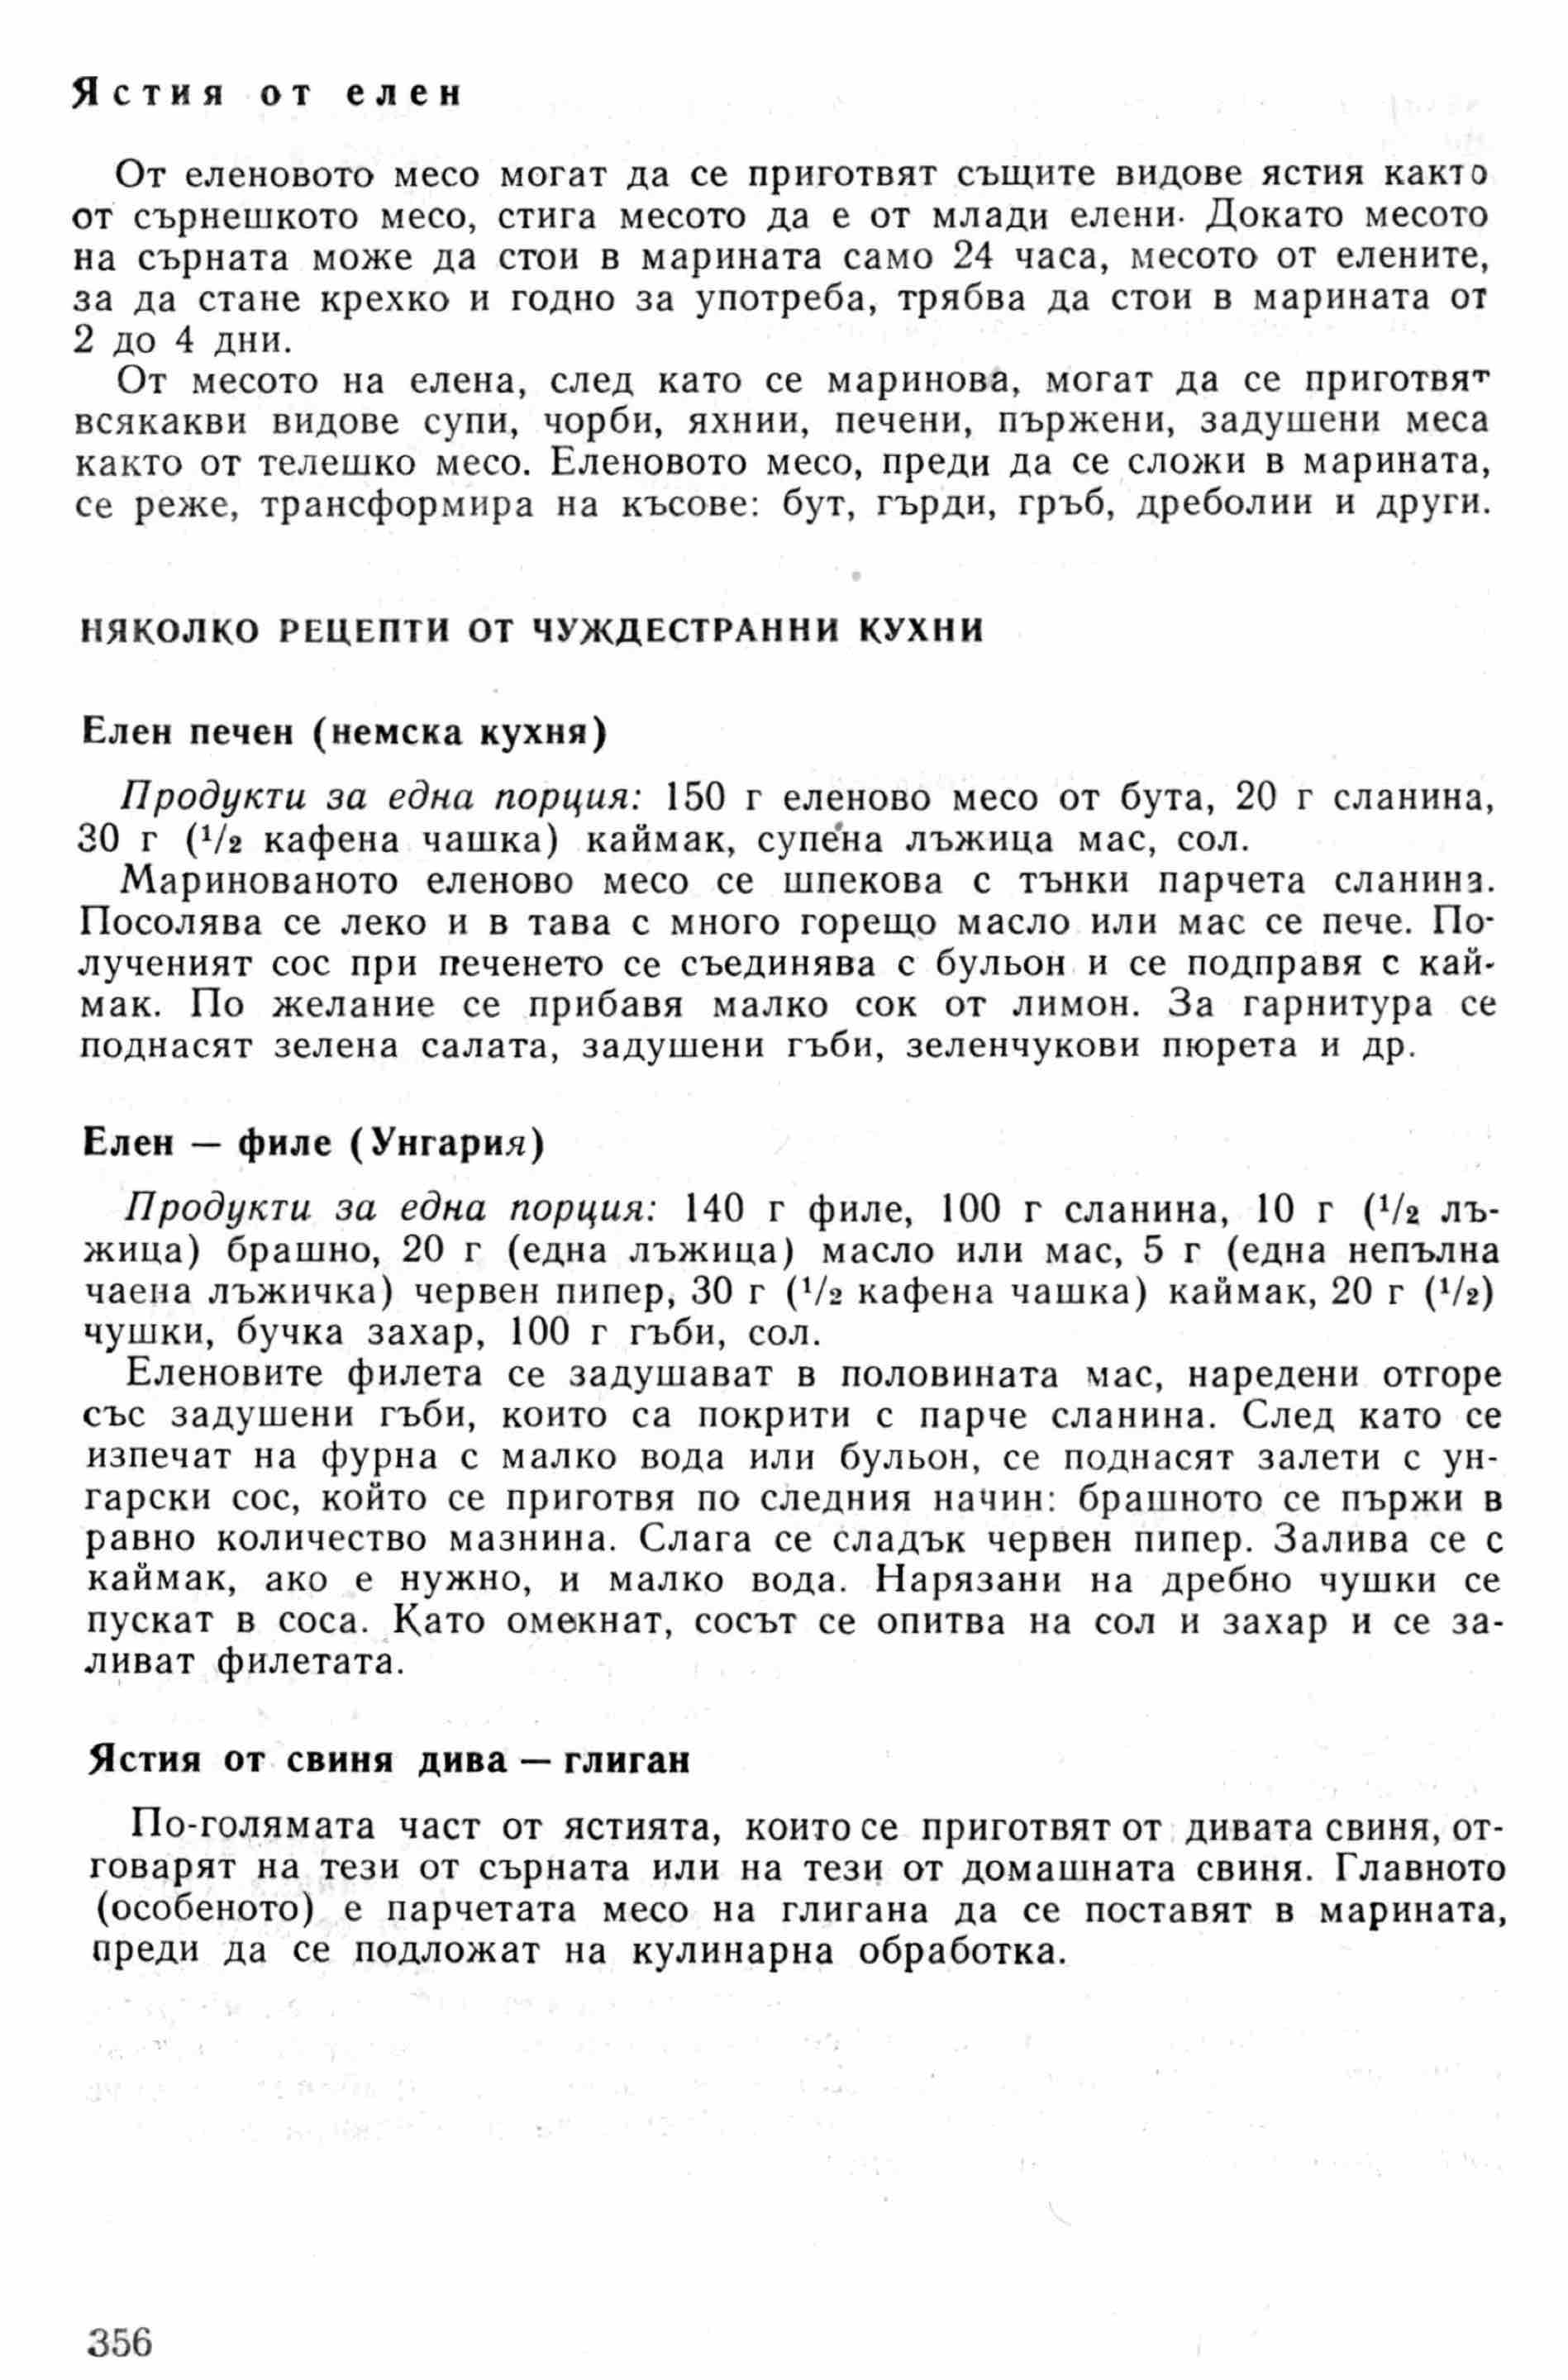 Ястия от елен
От еленовото месо могат да се приготвят същите видове ястия както
от сърнешкото месо, стига месото да е от млади елени. Докато месото
на сърната може да стои в марината само 24 часа, месото от елените,
за да стане крехко и годно за употреба, трябва да стои в марината от
2 до 4 дни.
От месото на елена, след като се маринова, могат да се приготвят
всякакви видове супи, чорби, яхнии, печени, пържени, задушени меса
както от телешко месо. Еленовото месо, преди да се сложи в марината,
се реже, трансформира на късове: бут, гърди, гръб, дреболии и други.
НЯКОЛКО РЕЦЕПТИ ОТ ЧУЖДЕСТРАННИ КУХНИ
Елен печен (немска кухня)
Продукти за една порция: 150 г еленово месо от бута, 20 г сланина,
30 г (1/2 кафена чашка) каймак, супена лъжица мас, сол.
Маринованото еленово месо се шпекова с тънки парчета сланина.
Посолява се леко и в тава с много горещо масло или мас се пече. По-
лученият сос при печенето се съединява с бульон и се подправя с кай-
мак. По желание се прибавя малко сок от лимон. За гарнитура се
поднасят зелена салата, задушени гъби, зеленчукови пюрета и др.
Елен — филе (Унгария)
Продукти за една порция: 140 г филе, 100 г сланина, 10 г (1/2 лъ-
жица) брашно, 20 г (една лъжица) масло или мас, 5 г (една непълна
чаена лъжичка) червен пипер, 30 г (1/2 кафена чашка) каймак, 20 г (1/2)
чушки, бучка захар, 100 г гъби, сол.
Еленовите филета се задушават в половината мас, наредени отгоре
със задушени гъби, които са покрити с парче сланина. След като се
изпечат на фурна с малко вода или бульон, се поднасят залети с ун-
гарски сос, който се приготвя по следния начин: брашното се пържи в
равно количество мазнина. Слага се сладък червен пипер. Залива се с
каймак, ако е нужно, и малко вода. Нарязани на дребно чушки се
пускат в соса. Като омекнат, сосът се опитва на сол и захар и се за-
ливат филетата.
Ястия от свиня дива — глиган
По-голямата част от ястията, които се приготвят от дивата свиня, от-
говарят на тези от сърната или на тези от домашната свиня. Главното
(особеното) е парчетата месо на глигана да се поставят в марината,
преди да се подложат на кулинарна обработка.
356